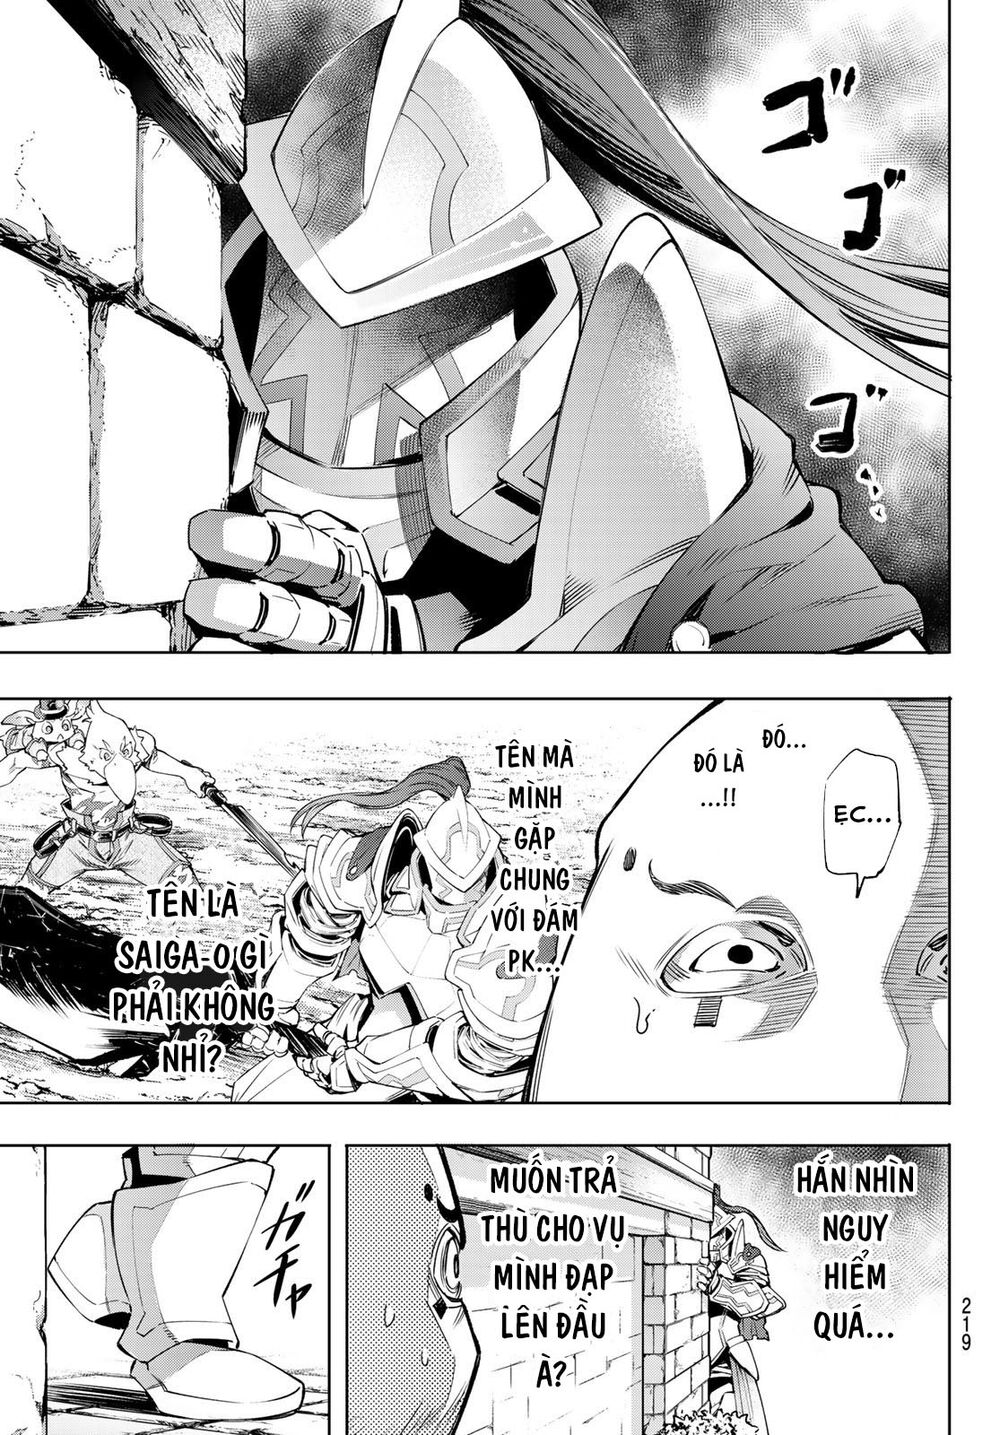 ゴ
ゴ
ゴ…
ẸC...
ĐÓ...
ĐÓ LÀ
...!!
TÊN MÀ
MÌNH
GẶP
CHUNG
VỚI ĐÁM
PK...
TÊN LÀ
SAIGA-0 GÌ
PHẢI KHÔNG
NHỈ?
HẮN NHÌN
NGUY
HIỂM
QUÁ...
MUỐN TRẢ
THÙ CHO VỤ
MÌNH ĐẠP
LÊN ĐẦU
À?
ガチャ
219